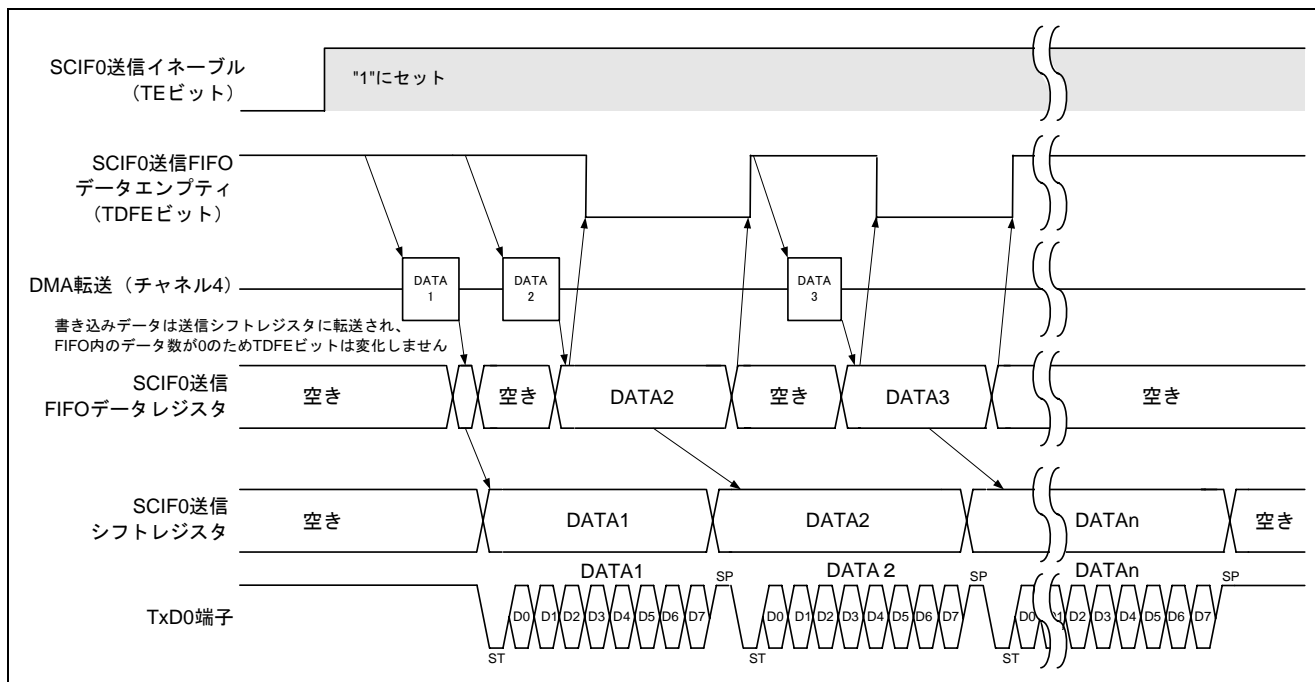 SCIF0送信イネーブル
（TEビット）
"1"にセット
SCIF0送信FIFO
データエンプティ
（TDFEビット）
DMA転送（チャネル4）
DATA
1
DATA
2
DATA
3
書き込みデータは送信シフトレジスタに転送され、
FIFO内のデータ数が0のためTDFEビットは変化しません
SCIF0送信
FIFOデータレジスタ
空き
空き
DATA2
空き
DATA3
空き
SCIF0送信
シフトレジスタ
空き
DATA1
DATA2
DATAn
空き
DATA1
SP
DATA 2
SP
DATAn
SP
TxD0端子
D0 D1 D2 D3 D4 D5 D6 D7
D0 D1 D2 D3 D4 D5 D6 D7
D0 D1 D2 D3 D4 D5 D6 D7
ST
ST
ST